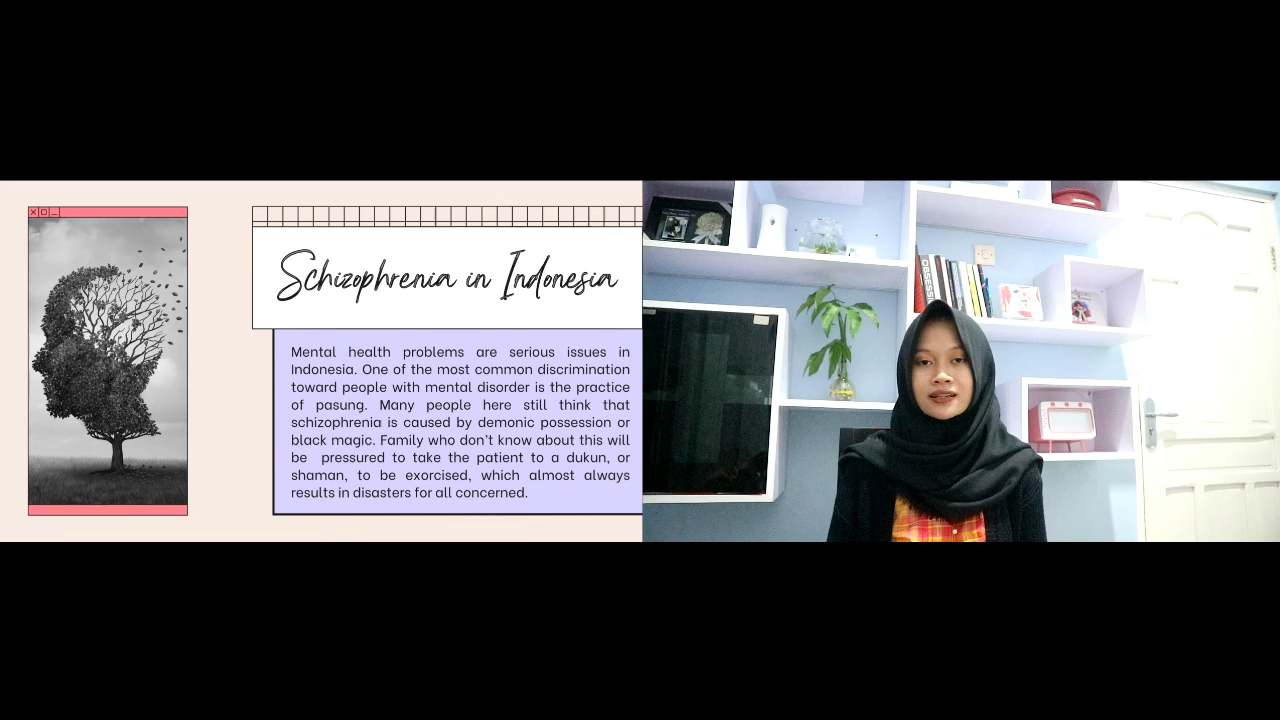 Schizophrenia in Indonesia
Mental health problems are serious issues in
Indonesia. One of the most common discrimination
toward people with mental disorder is the practice
of pasung. Many people here still think that
schizophrenia is caused by demonic possession or
black magic. Family who don't know about this will
be pressured to take the patient to a dukun, or
shaman, to be exorcised, which almost always
results in disasters for all concerned.
OBSESS